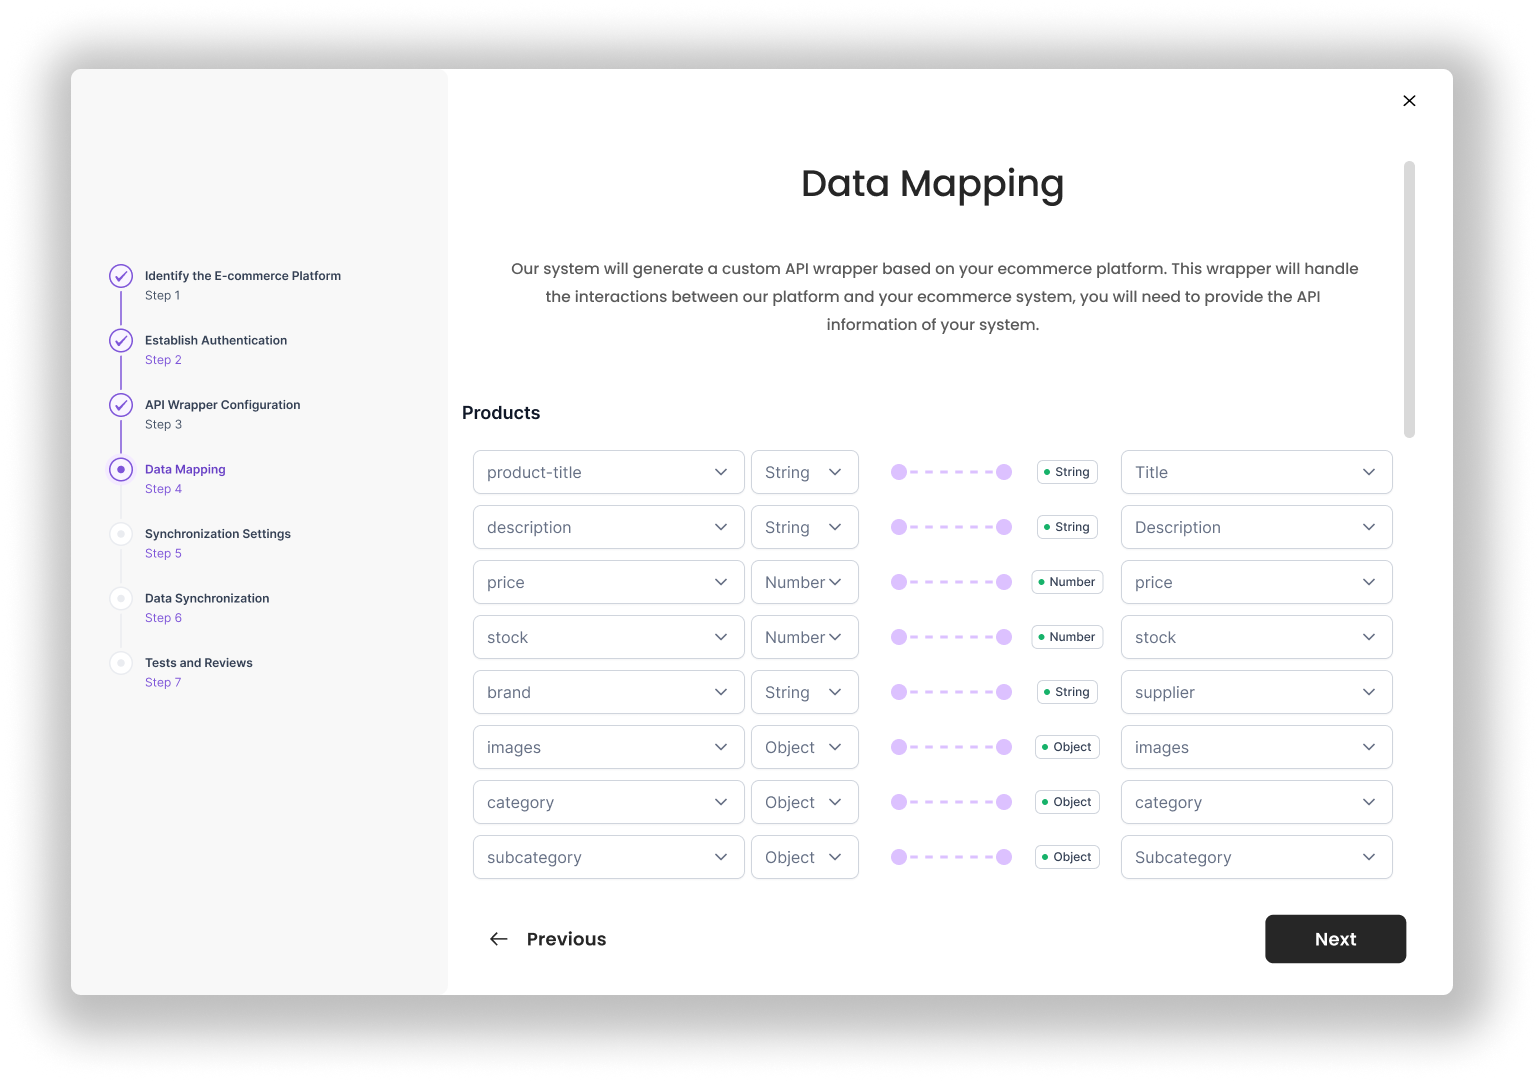 Identify the E-commerce Platform
Step 1
Establish Authentication
Step 2
API Wrapper Configuration
Step 3
Data Mapping
Step 4
Synchronization Settings
Step 5
Data Synchronization
Step 6
Tests and Reviews
Step 7
Data Mapping
Our system will generate a custom API wrapper based on your ecommerce platform. This wrapper will handle
the interactions between our platform and your ecommerce system, you will need to provide the API
information of your system.
Products
product-title String String Title
description String String Description
price Number Number price
stock Number Number stock
brand String String supplier
images Object Object images
category Object Object category
subcategory Object Object Subcategory
Previous Next